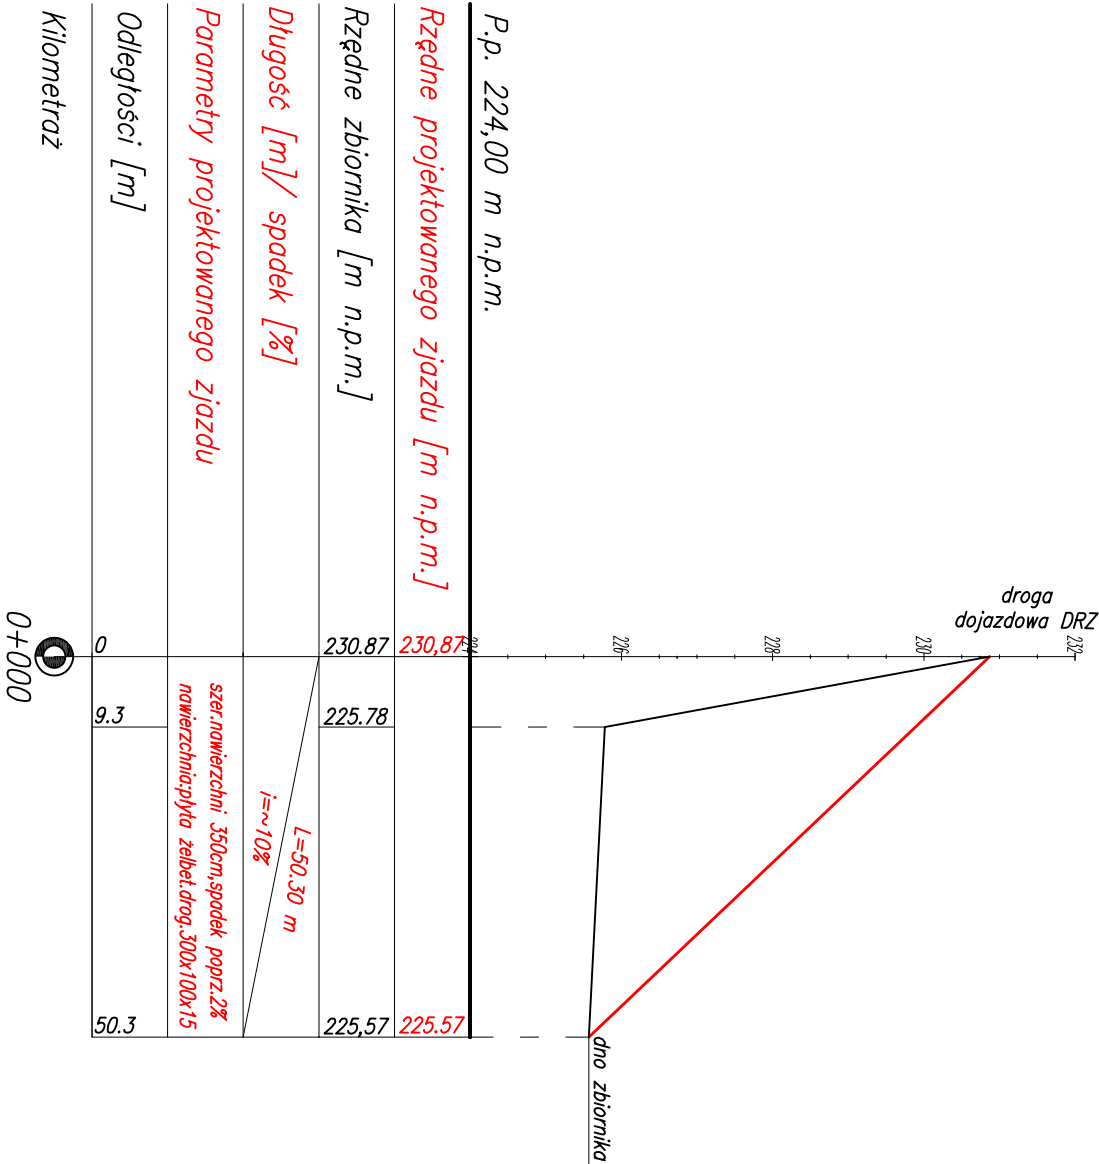 droga
dojazdowa DRZ
232
230
228
226
224
dno zbiornika
P.p. 224,00 m n.p.m.
Rzędne projektowanego zjazdu [m n.p.m.]
230,87
225.57
Rzędne zbiornika [m n.p.m.]
230.87
225.78
225,57
Długość [m]/ spadek [%]
L=50.30 m
i=~10%
Parametry projektowanego zjazdu
szer.nawierzchni 350cm,spadek poprz.2%
nawierzchnia:płyta żelbet.drog.300x100x15
Odległości [m]
0
9.3
50.3
Kilometraż
0+000